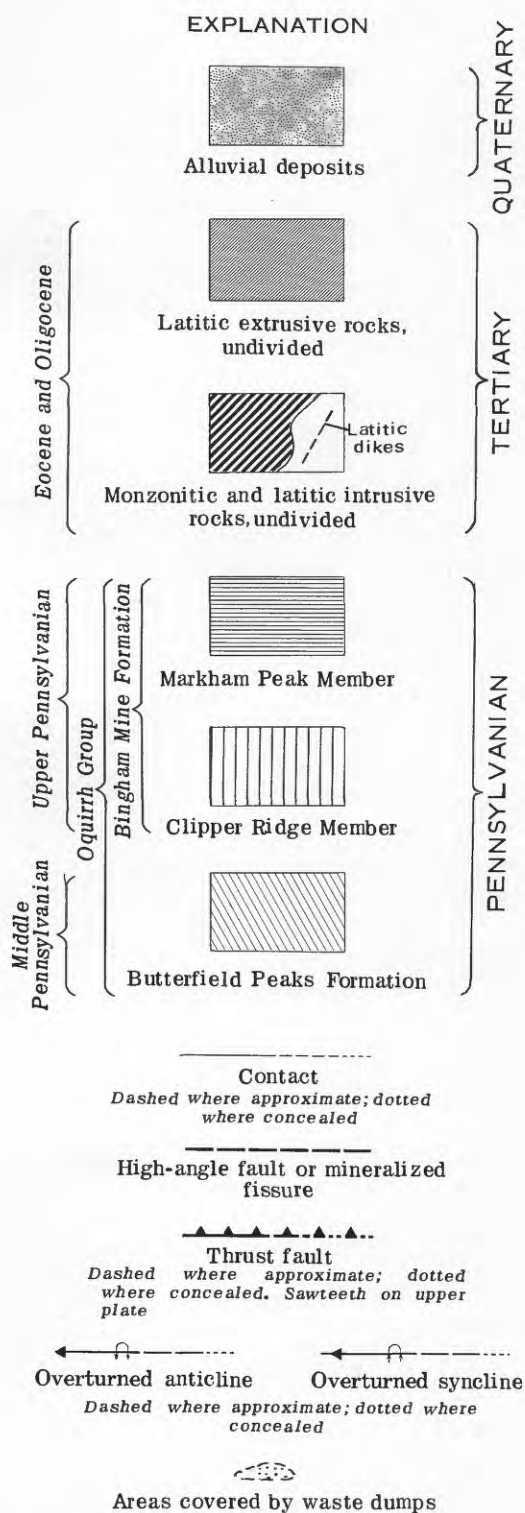 EXPLANATION
QUATERNARY
Alluvial deposits
Eocene and Oligocene
TERTIARY
Latitic extrusive rocks,
undivided
Latitic
dikes
Monzonitic and latitic intrusive
rocks, undivided
Upper Pennsylvanian
Oquirrh Group
Bingham Mine Formation
PENNSYLVANIAN
Markham Peak Member
Clipper Ridge Member
Middle
Pennsylvanian
Butterfield Peaks Formation
Contact
Dashed where approximate; dotted
where concealed
High-angle fault or mineralized
fissure
Thrust fault
Dashed where approximate; dotted
where concealed. Sawteeth on upper
plate
Overturned anticline
Overturned syncline
Dashed where approximate; dotted where
concealed
Areas covered by waste dumps